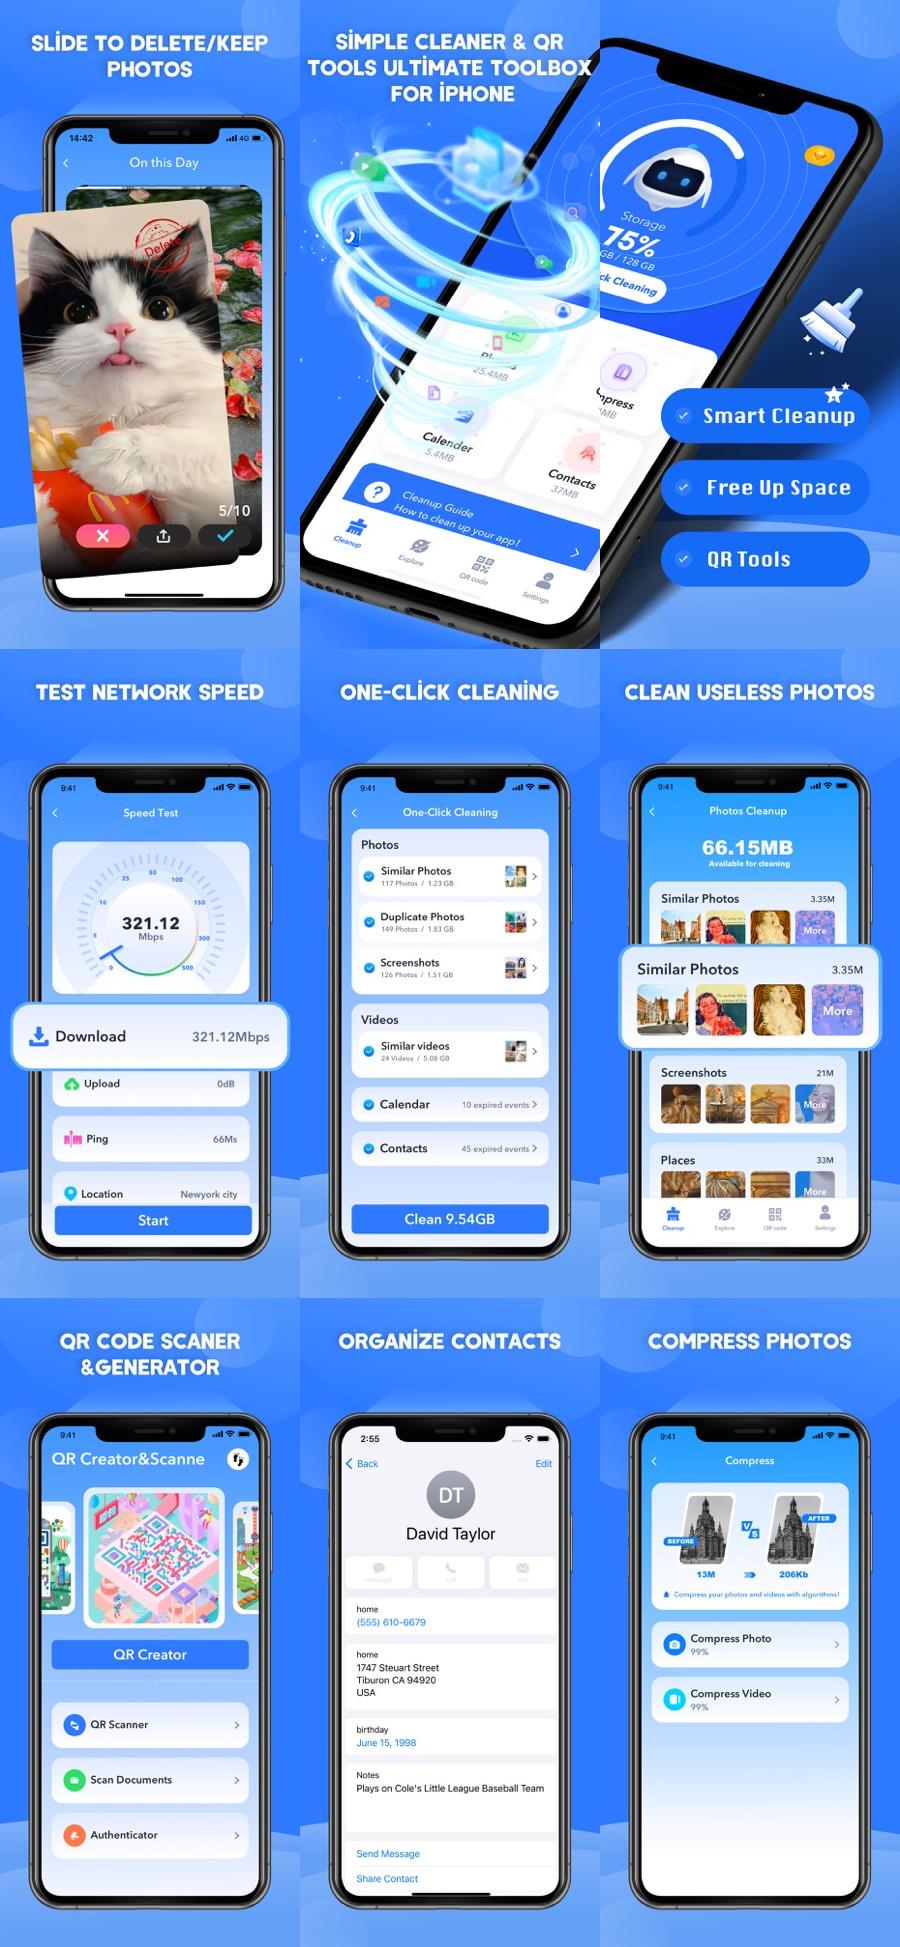 SLİDE TO DELETE/KEEP
PHOTOS
14:42
4G
On this Day
Delete
5/10
SİMPLE CLEANER & QR
TOOLS ULTİMATE TOOLBOX
FOR İPHONE
25.4MB
Calender
5.4MB
Contacts
37MB
?
Cleanup Guide
How to clean up your app!
Cleanup
Explore
QR code
Settings
Storage
75%
GB / 128 GB
Cleaning
Smart Cleanup
Free Up Space
QR Tools
TEST NETWORK SPEED
9:41
Speed Test
0
5
10
25
50
100
150
300
500
321.12
Mbps
Download
321.12Mbps
Upload
0dB
Ping
66Ms
Location
Newyork city
Start
ONE-CLİCK CLEANİNG
9:41
One-Click Cleaning
Photos
Similar Photos
117 Photos / 1.23 GB
Duplicate Photos
149 Photos / 1.83 GB
Screenshots
126 Photos / 1.51 GB
Videos
Similar videos
24 Videos / 5.08 GB
Calendar
10 expired events
Contacts
45 expired events
Clean 9.54GB
CLEAN USELESS PHOTOS
9:41
Photos Cleanup
66.15MB
Available for cleaning
Similar Photos
3.35M
More
Similar Photos
3.35M
More
Screenshots
21M
More
Places
33M
More
Cleanup
Explore
QR code
Settings
QR CODE SCANER
&GENERATOR
9:41
QR Creator&Scanne
QR Creator
QR Scanner
Scan Documents
Authenticator
ORGANİZE CONTACTS
2:55
Back
Edit
DT
David Taylor
message
call
mail
home
(555) 610-6679
home
1747 Steuart Street
Tiburon CA 94920
USA
birthday
June 15, 1998
Notes
Plays on Cole's Little League Baseball Team
Send Message
Share Contact
COMPRESS PHOTOS
9:41
Compress
BEFORE
VS
AFTER
13M
206Kb
Compress your photos and videos with algorithms!
Compress Photo
99%
Compress Video
99%